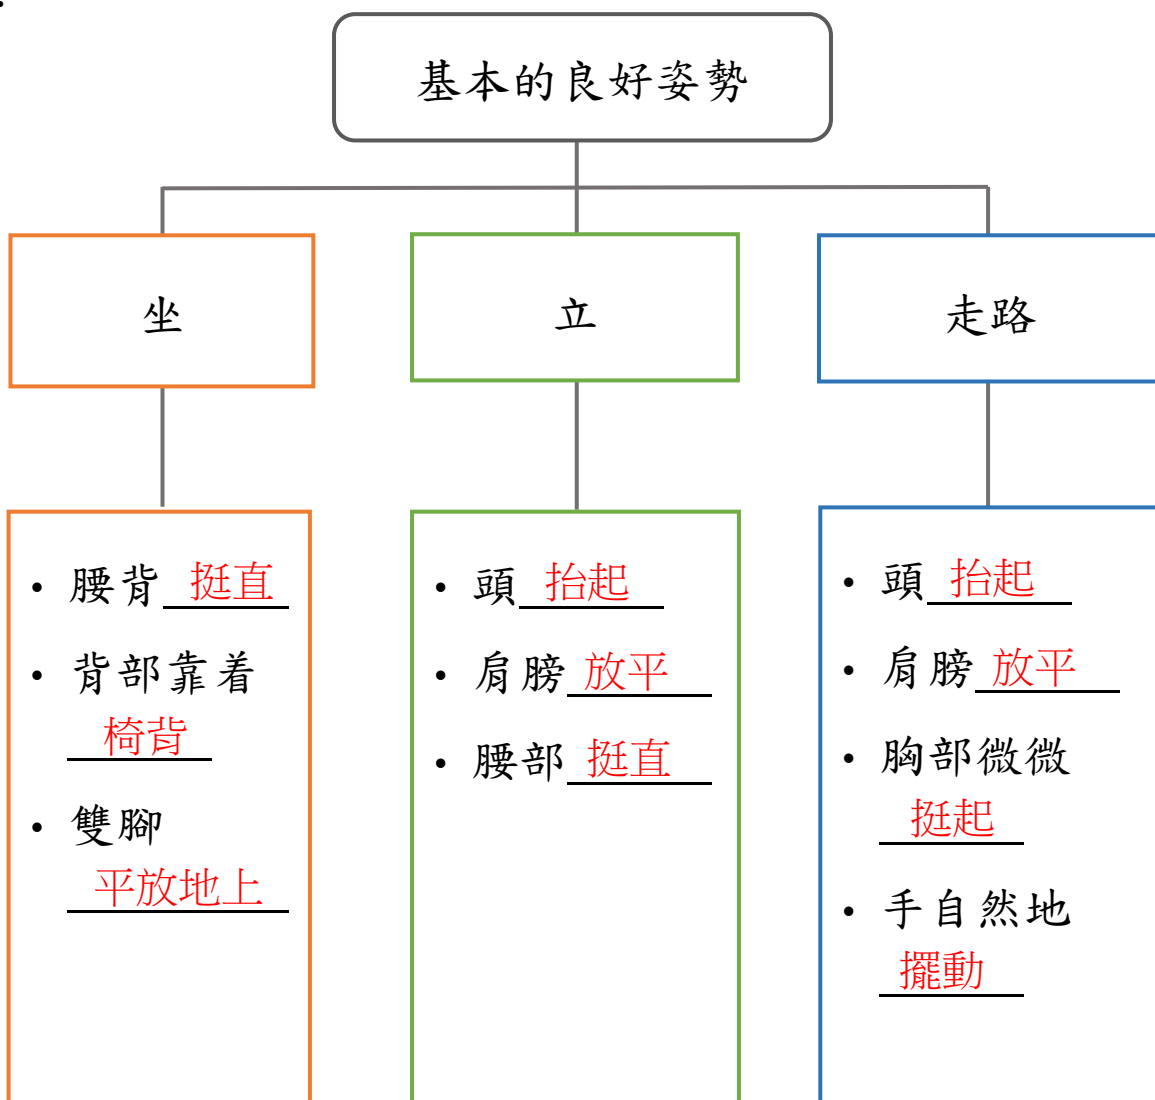 基本的良好姿勢
坐
立
走路
• 腰背 挺直
• 背部靠着
椅背
• 雙腳
平放地上
• 頭 抬起
• 肩膀 放平
• 腰部 挺直
• 頭 抬起
• 肩膀 放平
• 胸部微微
挺起
• 手自然地
擺動